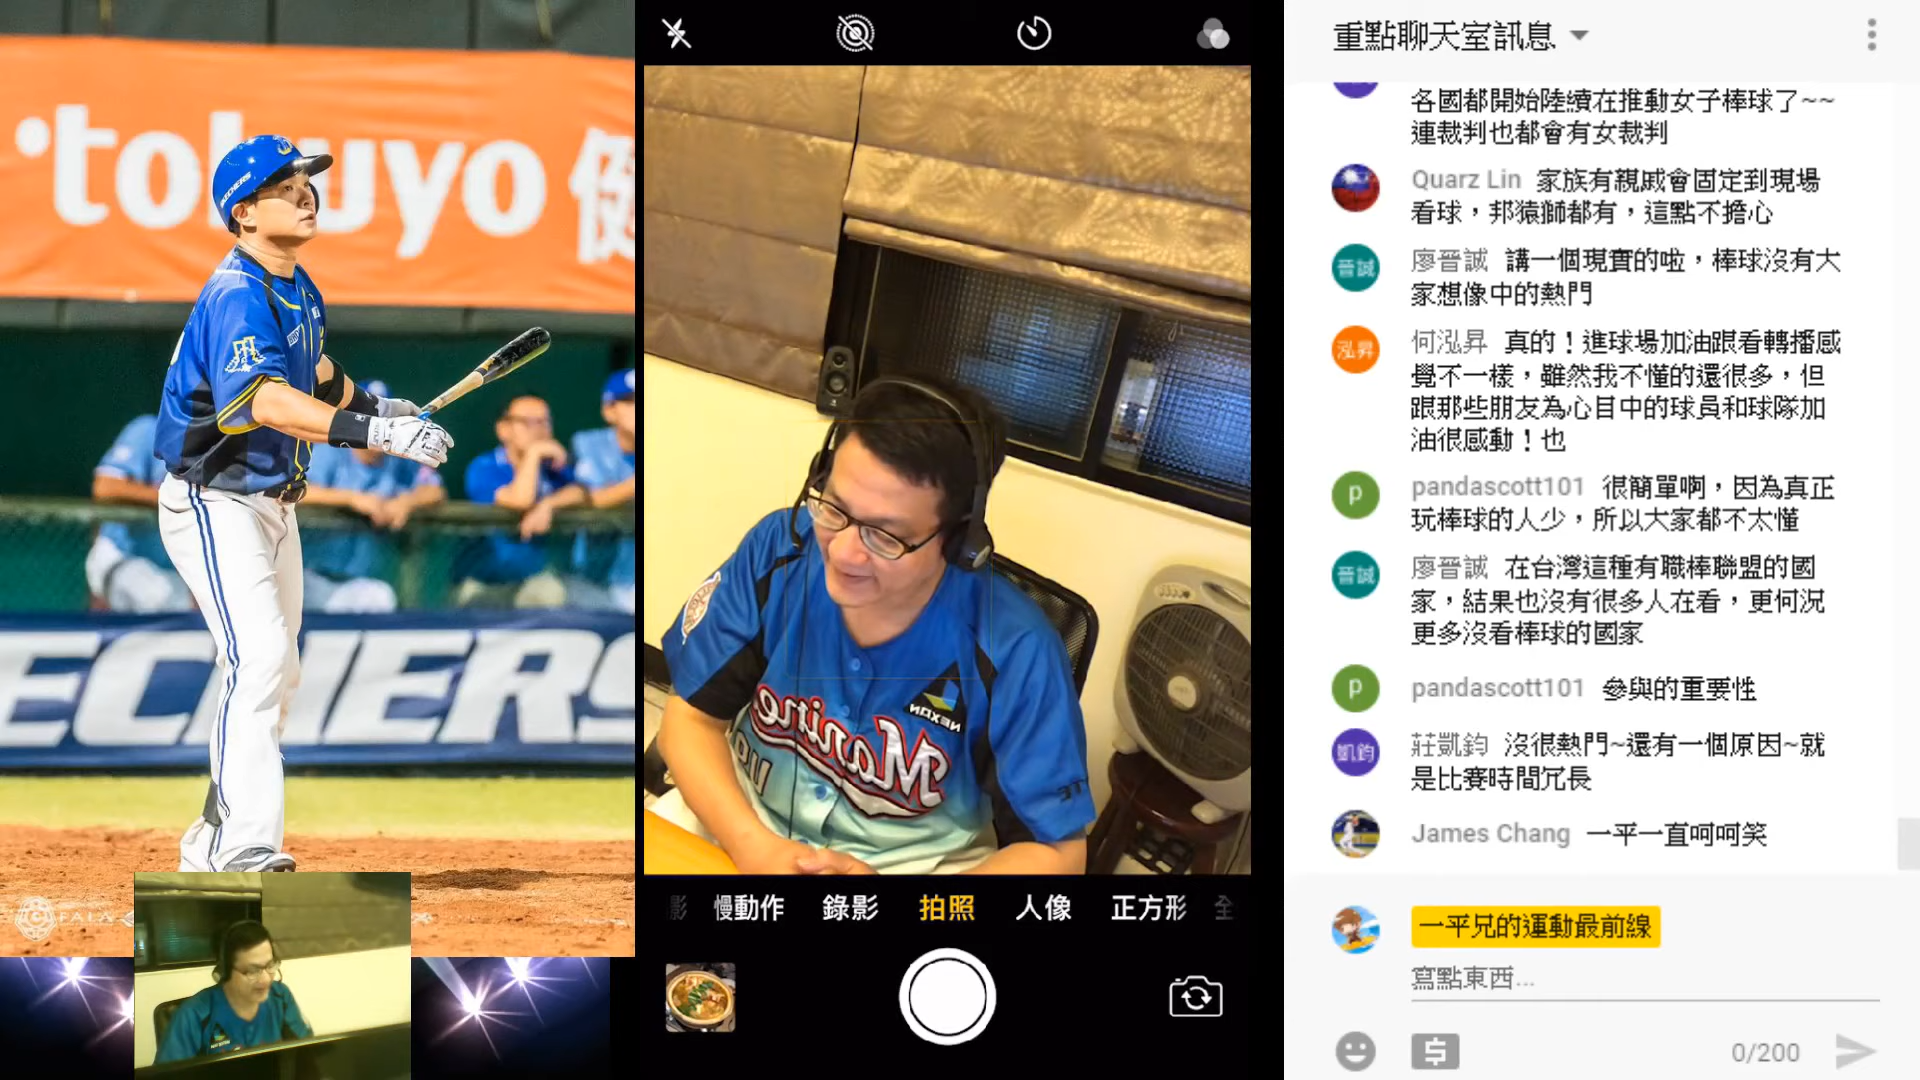 tokuyo 健
SKECHERS
ECHERS
NEXON
Marine
慢動作
錄影
拍照
人像
正方形
全
重點聊天室訊息
各國都開始陸續在推動女子棒球了~~
連裁判也都會有女裁判
Quarz Lin 家族有親戚會固定到現場
看球，邦猿獅都有，這點不擔心
晉誠
廖晉誠 講一個現實的啦，棒球沒有大
家想像中的熱門
泓昇
何泓昇 真的！進球場加油跟看轉播感
覺不一樣，雖然我不懂的還很多，但
跟那些朋友為心目中的球員和球隊加
油很感動！也
p
pandascott101 很簡單啊，因為真正
玩棒球的人少，所以大家都不太懂
晉誠
廖晉誠 在台灣這種有職棒聯盟的國
家，結果也沒有很多人在看，更何況
更多沒看棒球的國家
p
pandascott101 參與的重要性
凱鈞
莊凱鈞 沒很熱門~還有一個原因~就
是比賽時間冗長
James Chang 一平一直呵呵笑
一平兄的運動最前線
寫點東西...
0/200